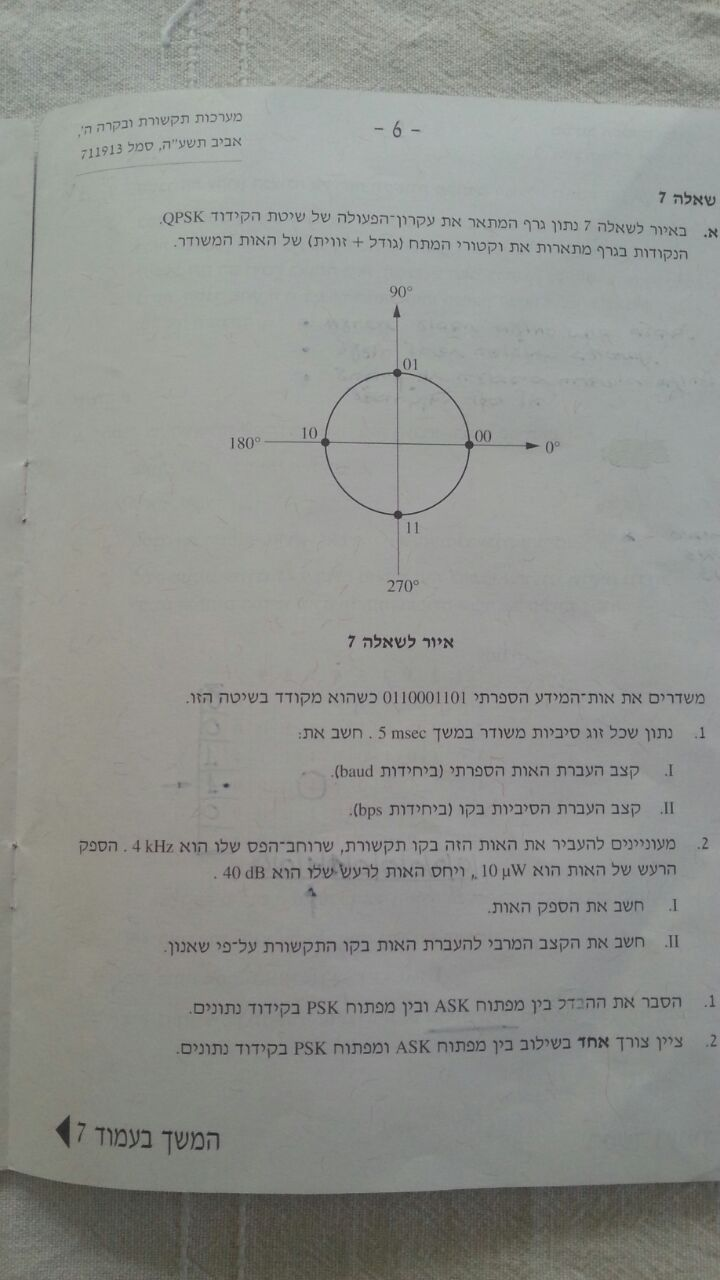 מערכות תקשורת ובקרה ה',
אביב תשע"ה, סמל 711913
- 6 -
שאלה 7
א. באיור לשאלה 7 נתון גרף המתאר את עקרון־הפעולה של שיטת הקידוד QPSK.
הנקודות בגרף מתארות את וקטורי המתח (גודל + זווית) של האות המשודר.
90°
01
180° 10 00 0°
11
270°
איור לשאלה 7
משדרים את אות־המידע הספרתי 0110001101 כשהוא מקודד בשיטה הזו.
1. נתון שכל זוג סיביות משודר במשך 5 msec . חשב את:
I. קצב העברת האות הספרתי (ביחידות baud).
II. קצב העברת הסיביות בקו (ביחידות bps).
2. מעוניינים להעביר את האות הזה בקו תקשורת, שרוחב־הפס שלו הוא 4 kHz . הספק
הרעש של האות הוא 10 µW , ויחס האות לרעש שלו הוא 40 dB .
I. חשב את הספק האות.
II. חשב את הקצב המרבי להעברת האות בקו התקשורת על־פי שאנון.
1. הסבר את ההבדל בין מפתוח ASK ובין מפתוח PSK בקידוד נתונים.
2. ציין צורך אחד בשילוב בין מפתוח ASK ומפתוח PSK בקידוד נתונים.
המשך בעמוד 7